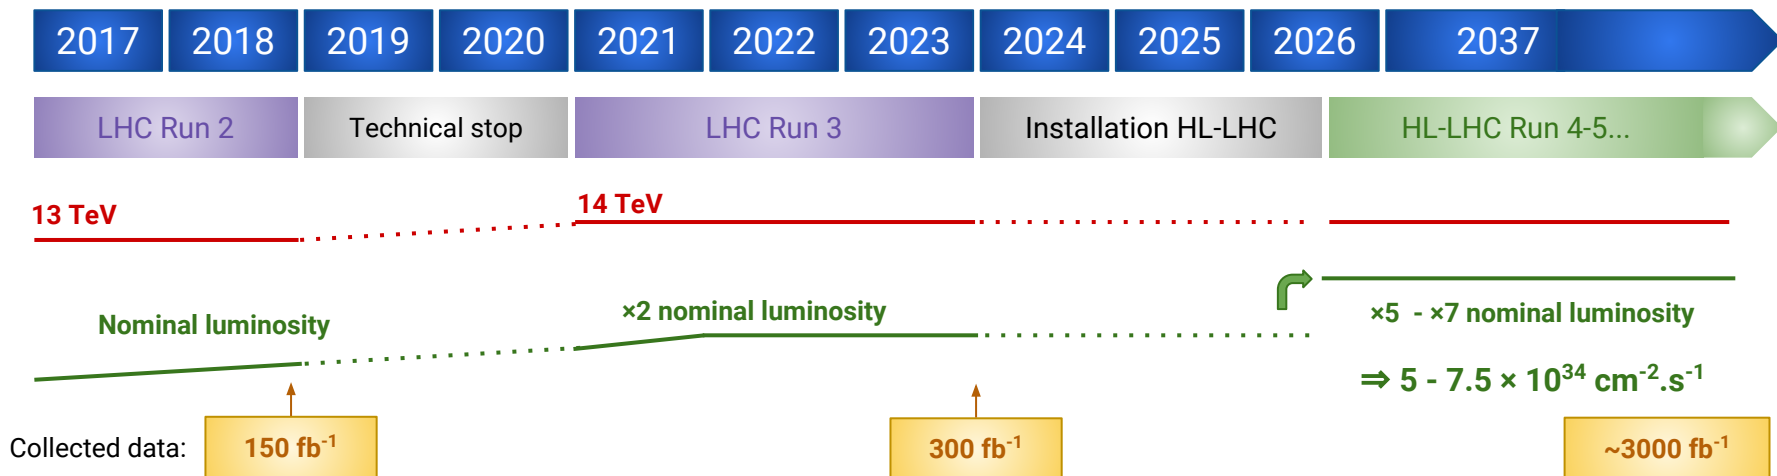 2017 2018 2019 2020 2021 2022 2023 2024 2025 2026 2037
LHC Run 2 Technical stop LHC Run 3 Installation HL-LHC HL-LHC Run 4-5...
13 TeV 14 TeV
Nominal luminosity ×2 nominal luminosity ×5 - ×7 nominal luminosity
⇒ 5 - 7.5 × 10³⁴ cm⁻².s⁻¹
Collected data: 150 fb⁻¹ 300 fb⁻¹ ~3000 fb⁻¹